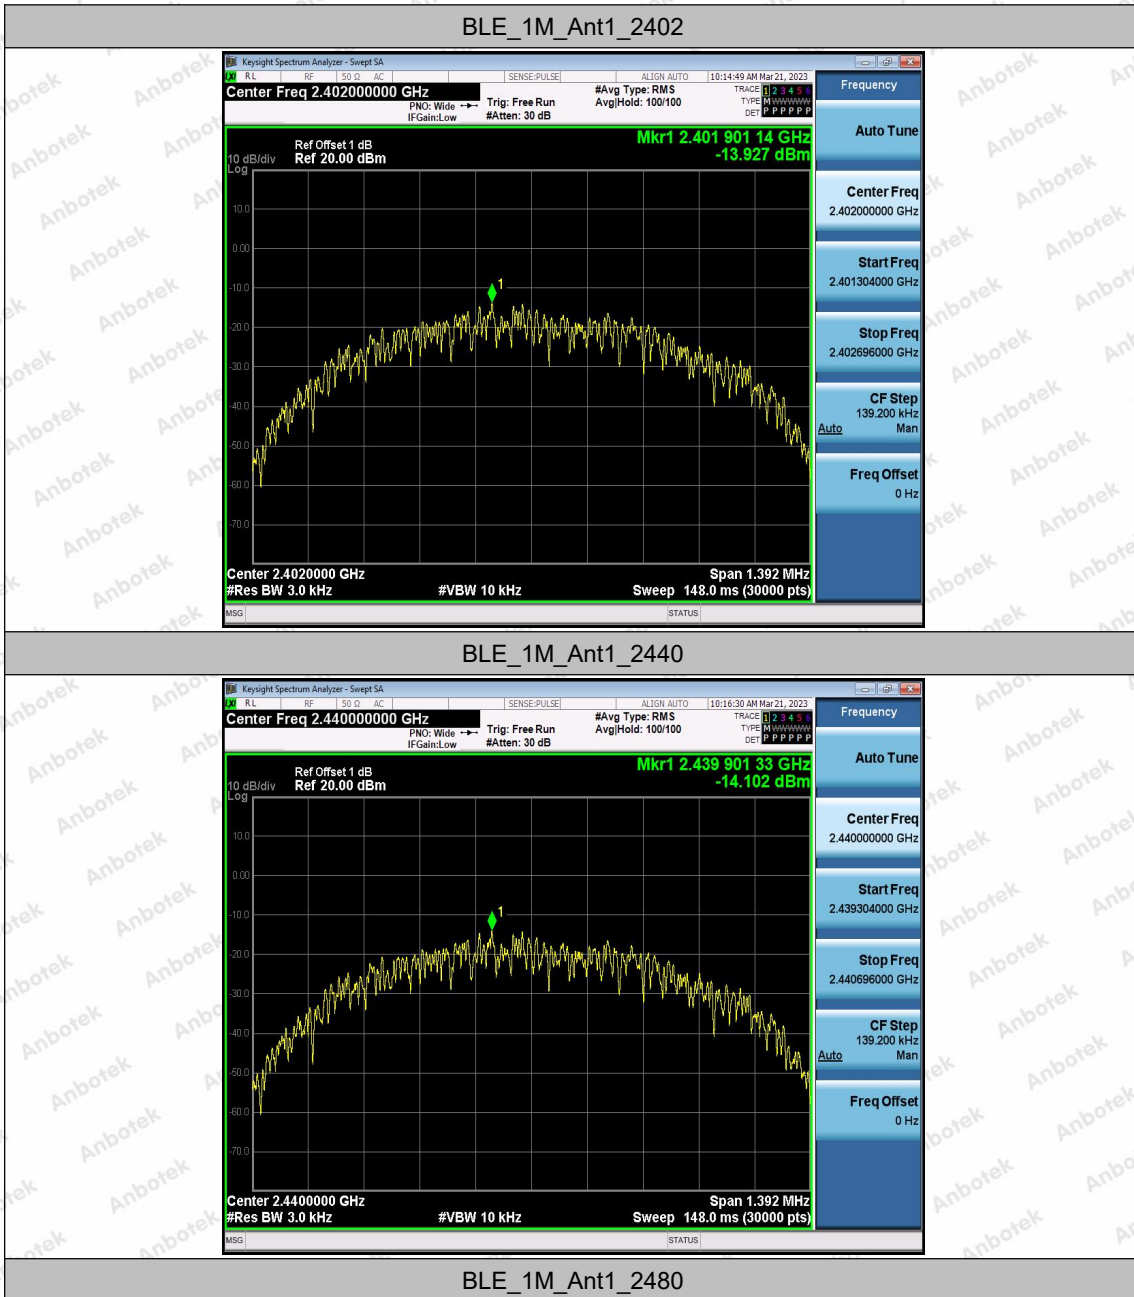 BLE_1M_Ant1_2402
Keysight Spectrum Analyzer - Swept SA
LXI RL RF 50 Ω AC SENSE:PULSE ALIGN AUTO 10:14:49 AM Mar 21, 2023
Center Freq 2.402000000 GHz
PNO: Wide
IFGain:Low
Trig: Free Run
#Atten: 30 dB
#Avg Type: RMS
Avg|Hold: 100/100
TRACE 1 2 3 4 5 6
TYPE M W W W W W
DET P P P P P P
Mkr1 2.401 901 14 GHz
-13.927 dBm
Ref Offset 1 dB
10 dB/div Ref 20.00 dBm
Log
10.0
0.00
-10.0
-20.0
-30.0
-40.0
-50.0
-60.0
-70.0
1
Center 2.4020000 GHz Span 1.392 MHz
#Res BW 3.0 kHz #VBW 10 kHz Sweep 148.0 ms (30000 pts)
MSG STATUS
Frequency
Auto Tune
Center Freq
2.402000000 GHz
Start Freq
2.401304000 GHz
Stop Freq
2.402696000 GHz
CF Step
139.200 kHz
Auto Man
Freq Offset
0 Hz
BLE_1M_Ant1_2440
Keysight Spectrum Analyzer - Swept SA
LXI RL RF 50 Ω AC SENSE:PULSE ALIGN AUTO 10:16:30 AM Mar 21, 2023
Center Freq 2.440000000 GHz
PNO: Wide
IFGain:Low
Trig: Free Run
#Atten: 30 dB
#Avg Type: RMS
Avg|Hold: 100/100
TRACE 1 2 3 4 5 6
TYPE M W W W W W
DET P P P P P P
Mkr1 2.439 901 33 GHz
-14.102 dBm
Ref Offset 1 dB
10 dB/div Ref 20.00 dBm
Log
10.0
0.00
-10.0
-20.0
-30.0
-40.0
-50.0
-60.0
-70.0
1
Center 2.4400000 GHz Span 1.392 MHz
#Res BW 3.0 kHz #VBW 10 kHz Sweep 148.0 ms (30000 pts)
MSG STATUS
Frequency
Auto Tune
Center Freq
2.440000000 GHz
Start Freq
2.439304000 GHz
Stop Freq
2.440696000 GHz
CF Step
139.200 kHz
Auto Man
Freq Offset
0 Hz
BLE_1M_Ant1_2480
Anbotek